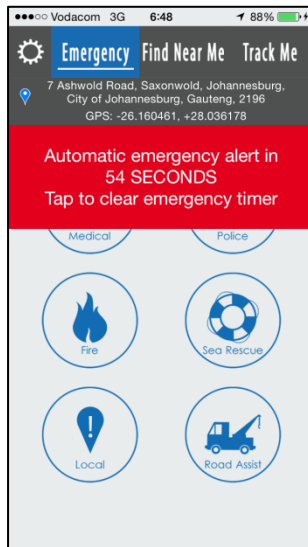 Vodacom 3G 6:48 88%
Emergency Find Near Me Track Me
7 Ashwold Road, Saxonwold, Johannesburg,
City of Johannesburg, Gauteng, 2196
GPS: -26.160461, +28.036178
Automatic emergency alert in
54 SECONDS
Tap to clear emergency timer
Medical Police
Fire Sea Rescue
Local Road Assist